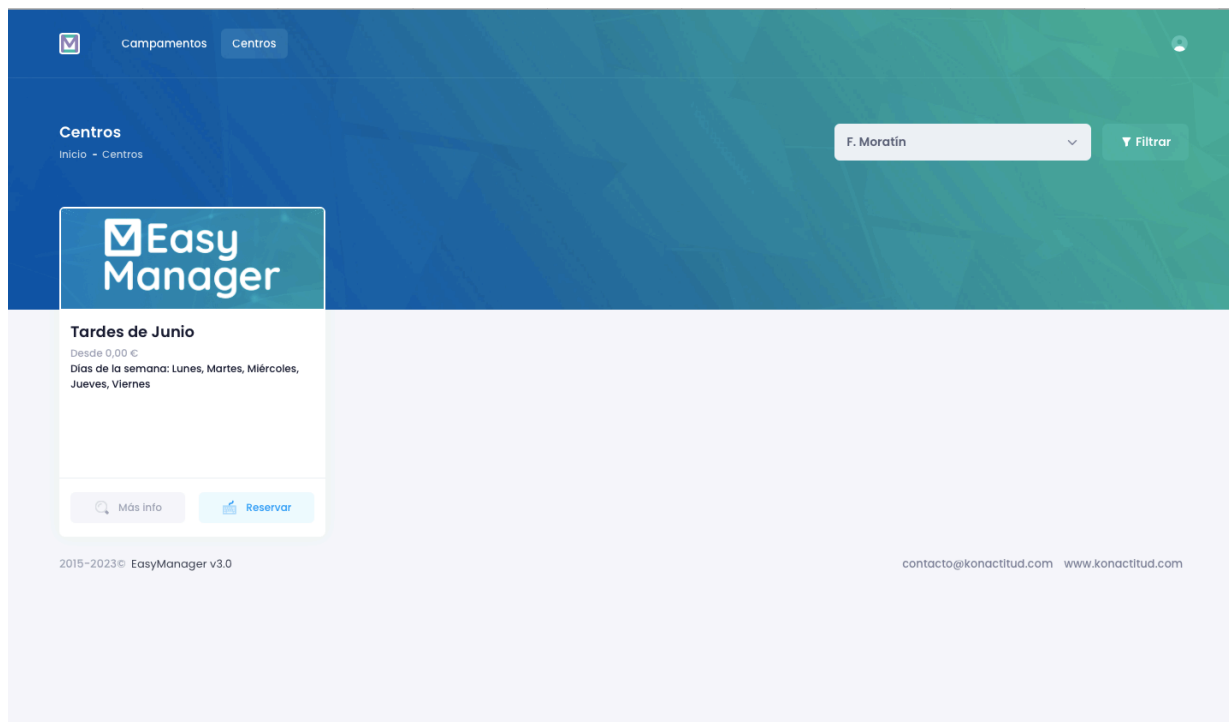 Campamentos Centros
Centros
Inicio - Centros
F. Moratín
Filtrar
Easy
Manager
Tardes de Junio
Desde 0,00 €
Días de la semana: Lunes, Martes, Miércoles,
Jueves, Viernes
Más info
Reservar
2015-2023© EasyManager v3.0
contacto@konactitud.com www.konactitud.com